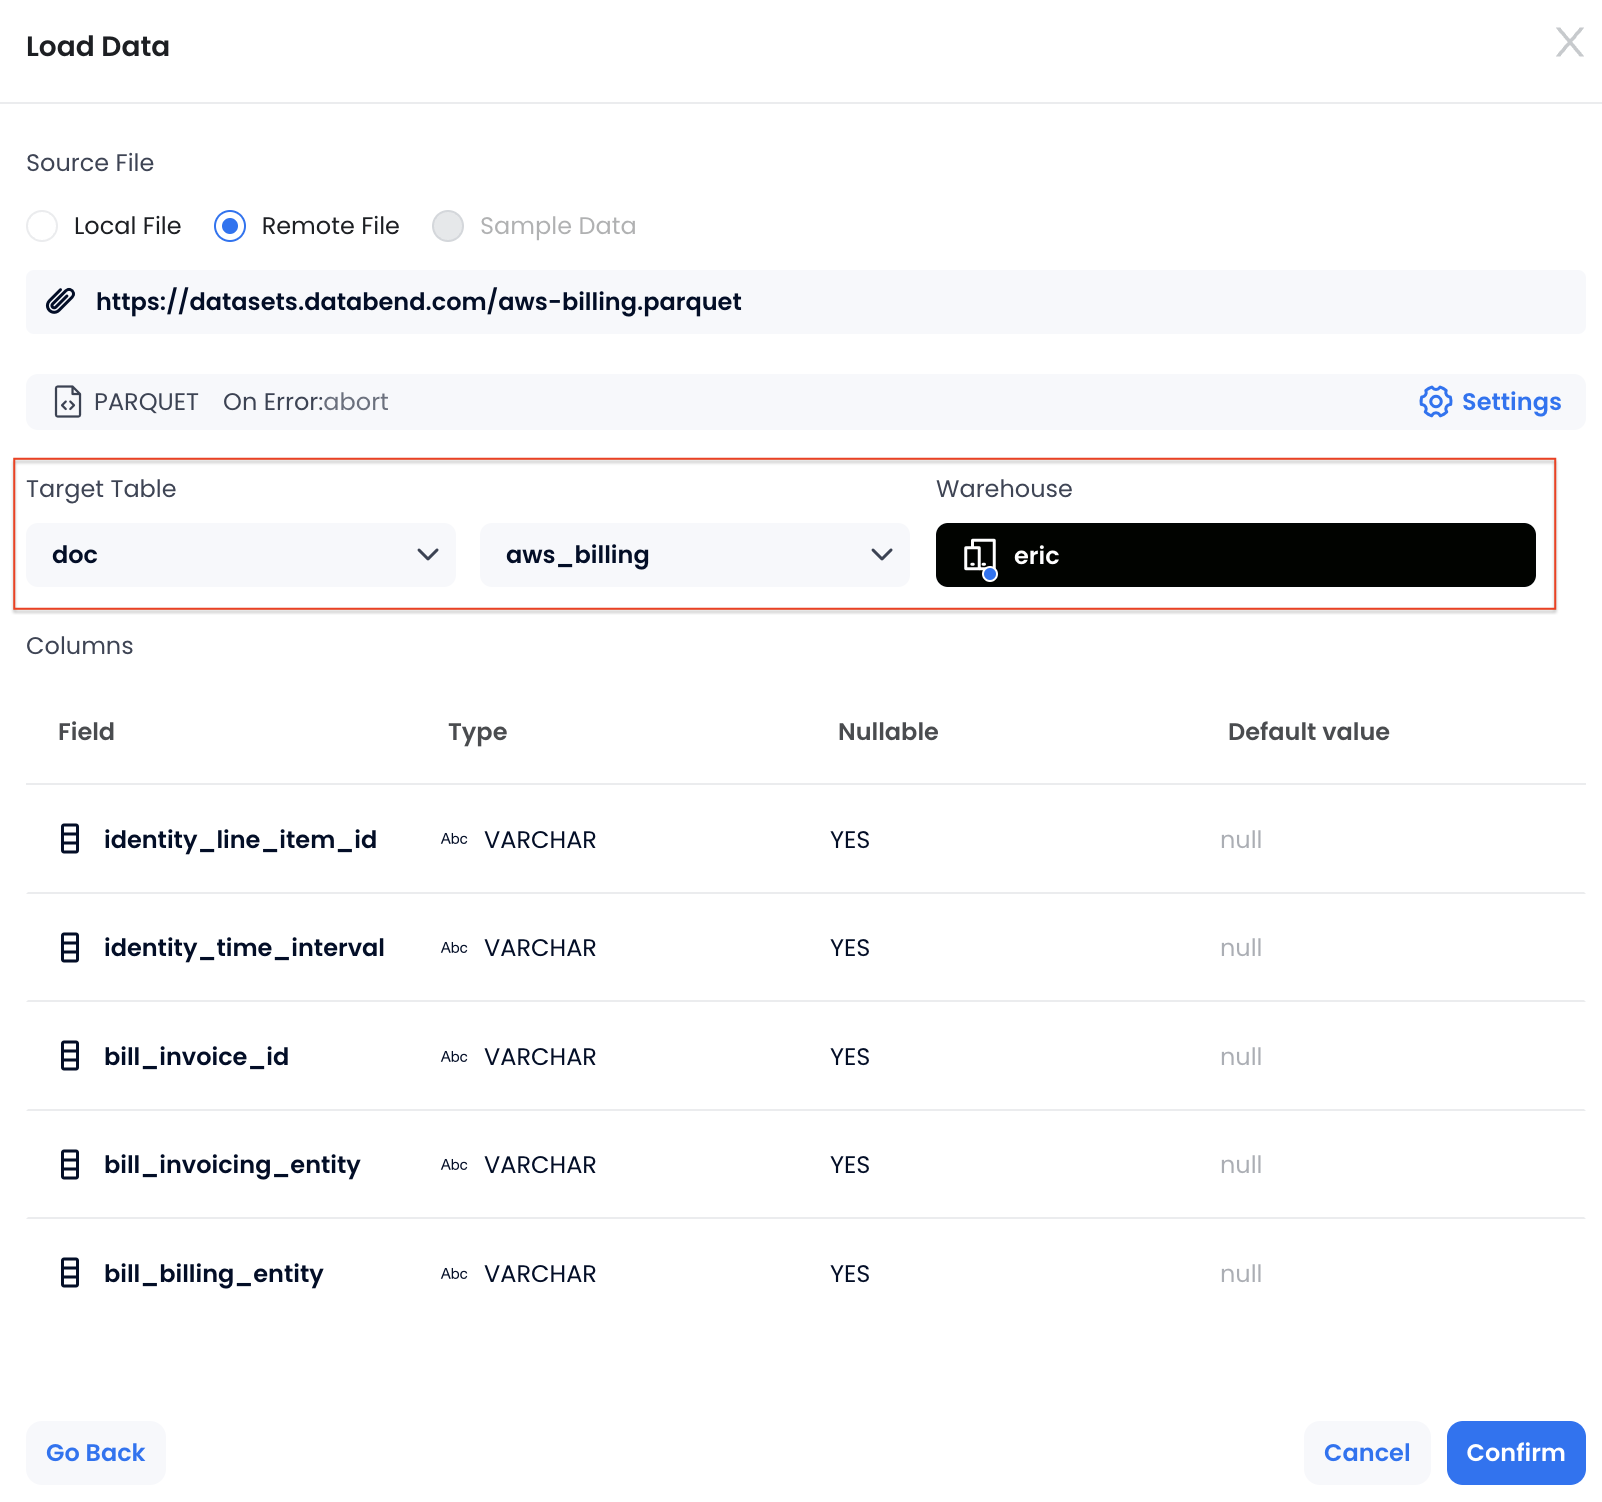 Load Data
Source File
Local File Remote File Sample Data
https://datasets.databend.com/aws-billing.parquet
PARQUET On Error:abort Settings
Target Table Warehouse
doc aws_billing eric
Columns
Field Type Nullable Default value
identity_line_item_id Abc VARCHAR YES null
identity_time_interval Abc VARCHAR YES null
bill_invoice_id Abc VARCHAR YES null
bill_invoicing_entity Abc VARCHAR YES null
bill_billing_entity Abc VARCHAR YES null
Go Back Cancel Confirm